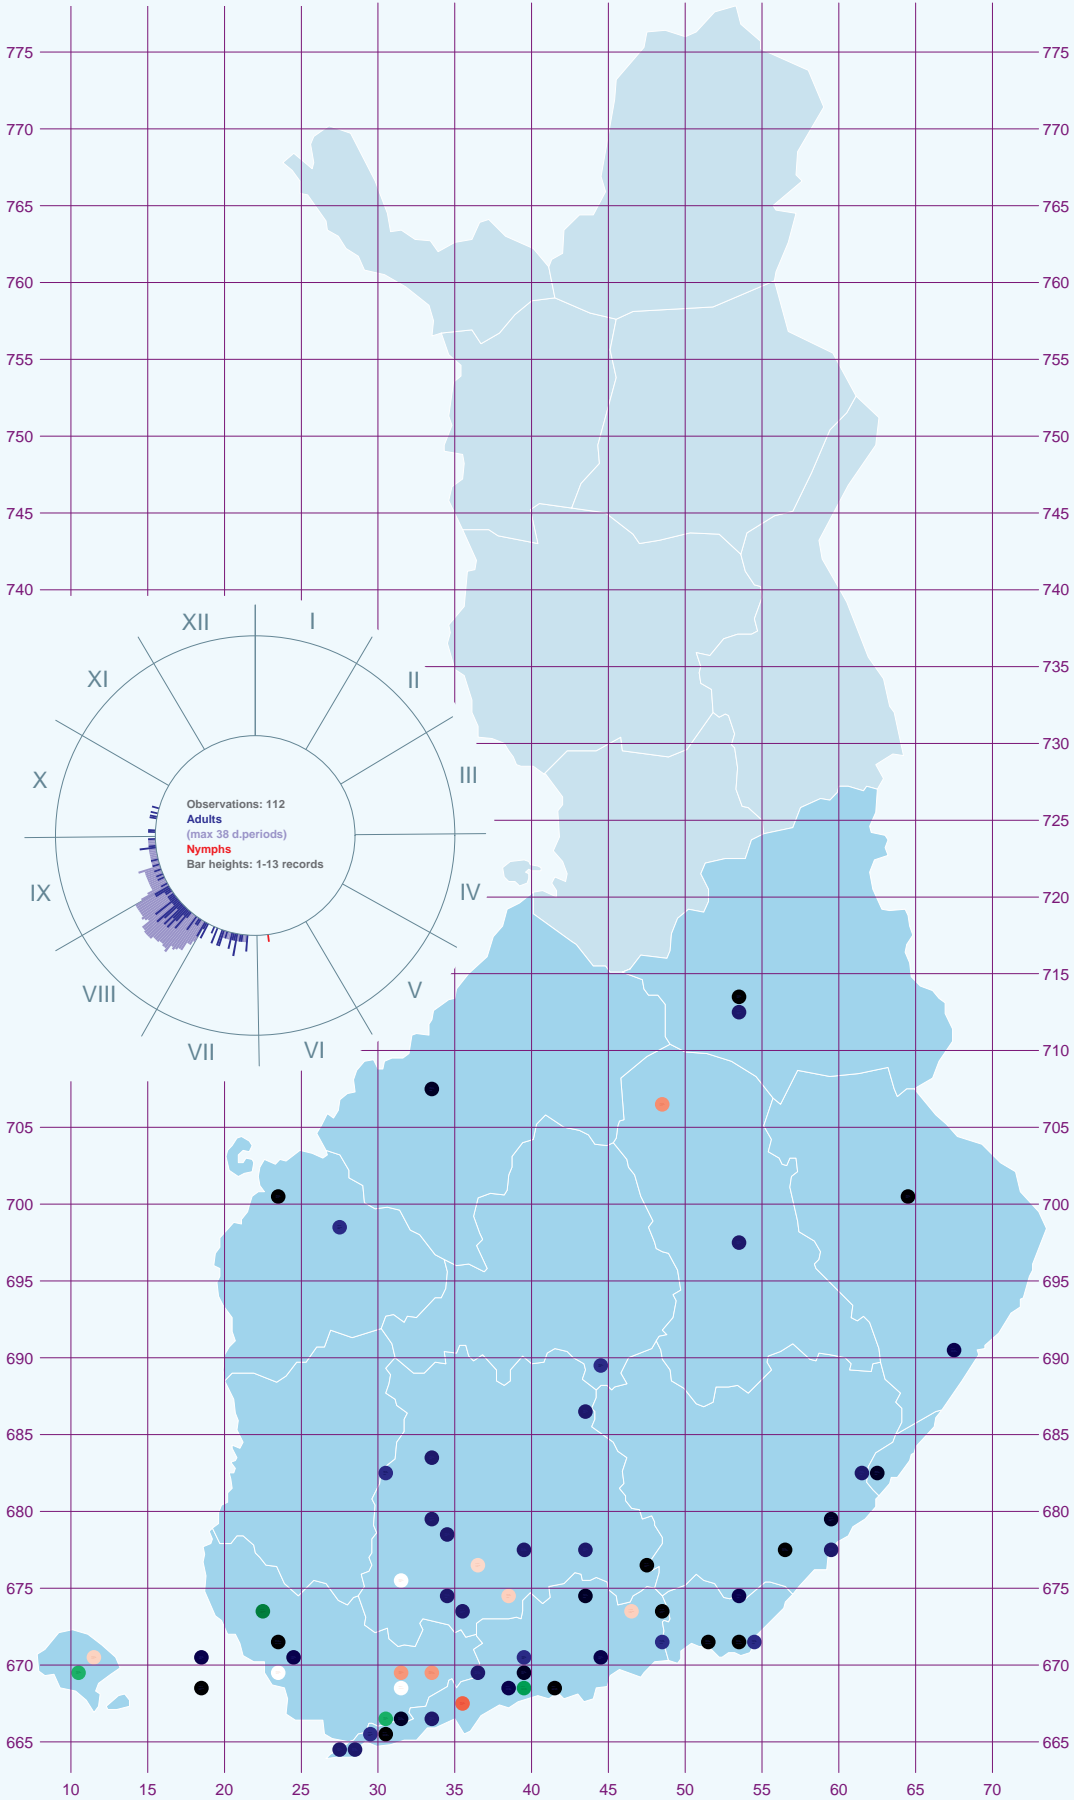 775 775
770 770
765 765
760 760
755 755
750 750
745 745
740 740
XII I
735
XI II
730
X III
Observations: 112
Adults
725
(max 38 d.periods)
Nymphs
Bar heights: 1-13 records
IX IV
720
715
VIII V
VII VI
710
705 705
700 700
695 695
690 690
685 685
680 680
675 675
670 670
665 665
10 15 20 25 30 35 40 45 50 55 60 65 70